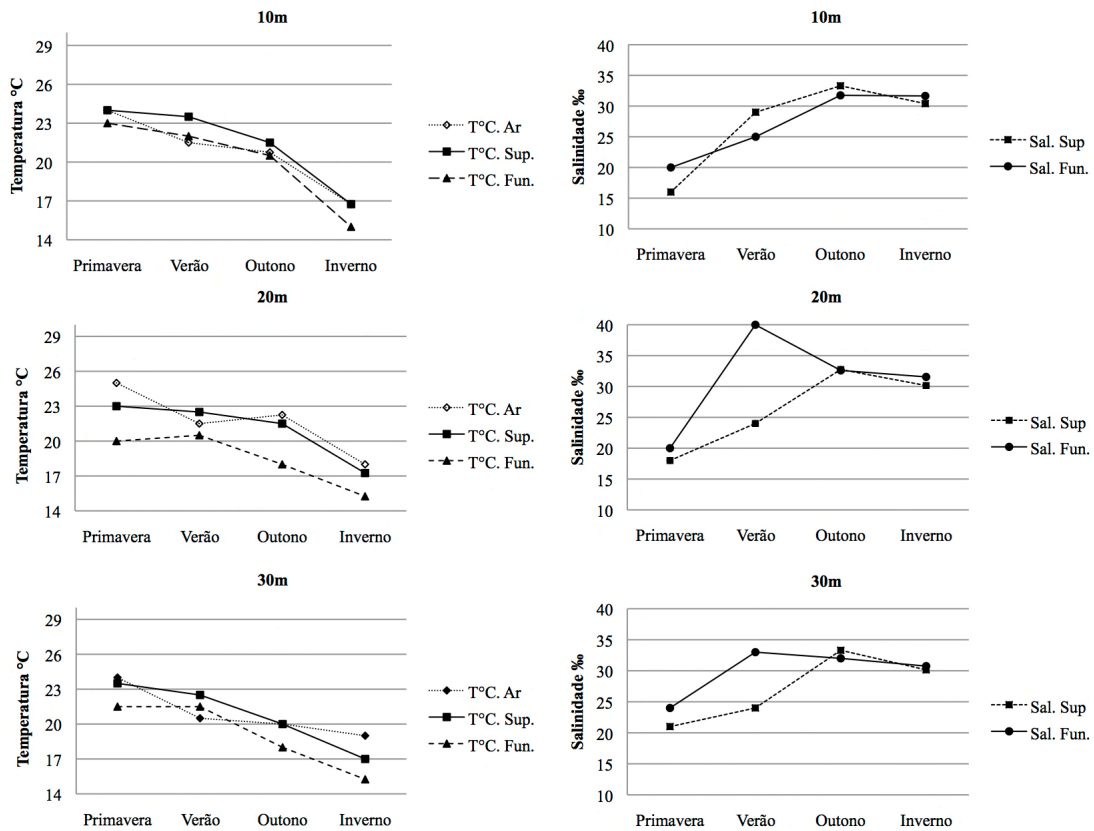 10m
Temperatura °C
29
26
23
20
17
14
Primavera Verão Outono Inverno
T°C. Ar
T°C. Sup.
T°C. Fun.
10m
Salinidade ‰
40
35
30
25
20
15
10
Primavera Verão Outono Inverno
Sal. Sup
Sal. Fun.
20m
Temperatura °C
29
26
23
20
17
14
Primavera Verão Outono Inverno
T°C. Ar
T°C. Sup.
T°C. Fun.
20m
Salinidade ‰
40
35
30
25
20
15
10
Primavera Verão Outono Inverno
Sal. Sup
Sal. Fun.
30m
Temperatura °C
29
26
23
20
17
14
Primavera Verão Outono Inverno
T°C. Ar
T°C. Sup.
T°C. Fun.
30m
Salinidade ‰
40
35
30
25
20
15
10
Primavera Verão Outono Inverno
Sal. Sup
Sal. Fun.